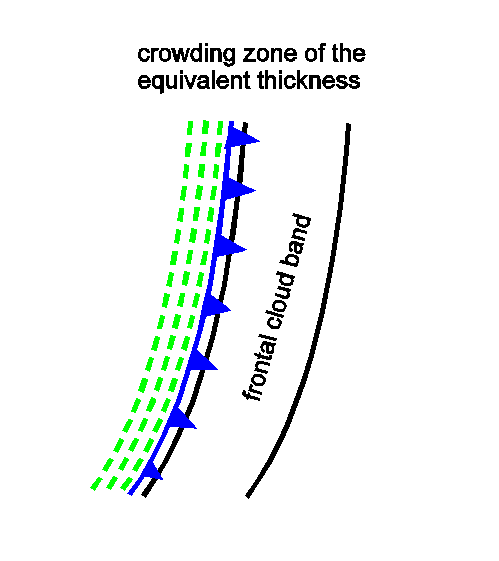 crowding zone of the
equivalent thickness
frontal cloud band